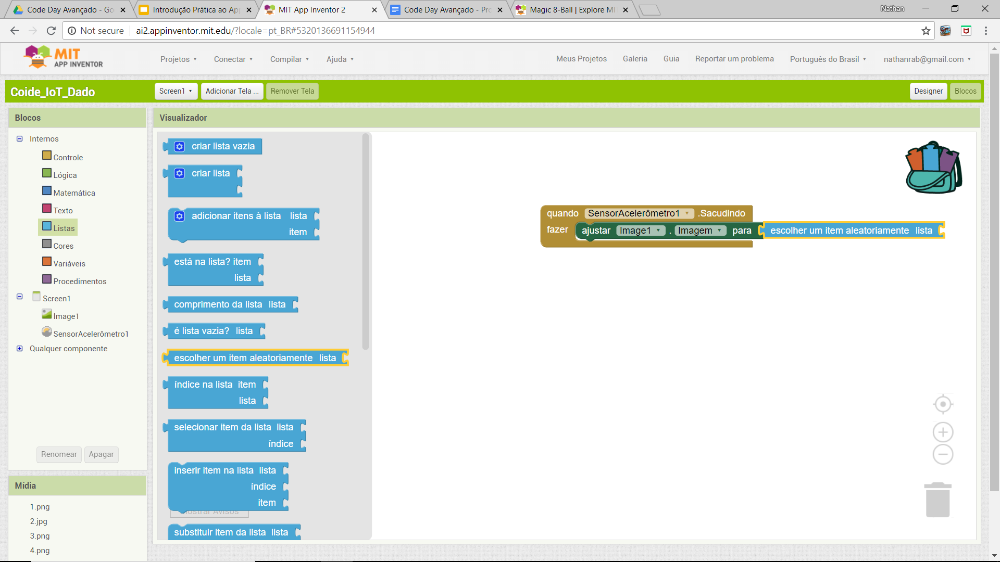 Code Day Avançado - Go
Introdução Prática ao Ap
MIT App Inventor 2
Code Day Avançado - Pro
Magic 8-Ball | Explore MI
Nathan
Not secure
ai2.appinventor.mit.edu/?locale=pt_BR#5320136691154944
MIT
APP INVENTOR
Projetos
Conectar
Compilar
Ajuda
Meus Projetos
Galeria
Guia
Reportar um problema
Português do Brasil
nathanrab@gmail.com
Coide_IoT_Dado
Screen1
Adicionar Tela ...
Remover Tela
Designer
Blocos
Blocos
Visualizador
Internos
Controle
Lógica
Matemática
Texto
Listas
Cores
Variáveis
Procedimentos
Screen1
Image1
SensorAcelerômetro1
Qualquer componente
Renomear
Apagar
Mídia
1.png
2.jpg
3.png
4.png
criar lista vazia
criar lista
adicionar itens à lista lista
item
está na lista? item
lista
comprimento da lista lista
é lista vazia? lista
escolher um item aleatoriamente lista
índice na lista item
lista
selecionar item da lista lista
índice
inserir item na lista lista
índice
item
Mostrar Avisos
substituir item da lista lista
quando SensorAcelerômetro1 .Sacudindo
fazer ajustar Image1 . Imagem para escolher um item aleatoriamente lista